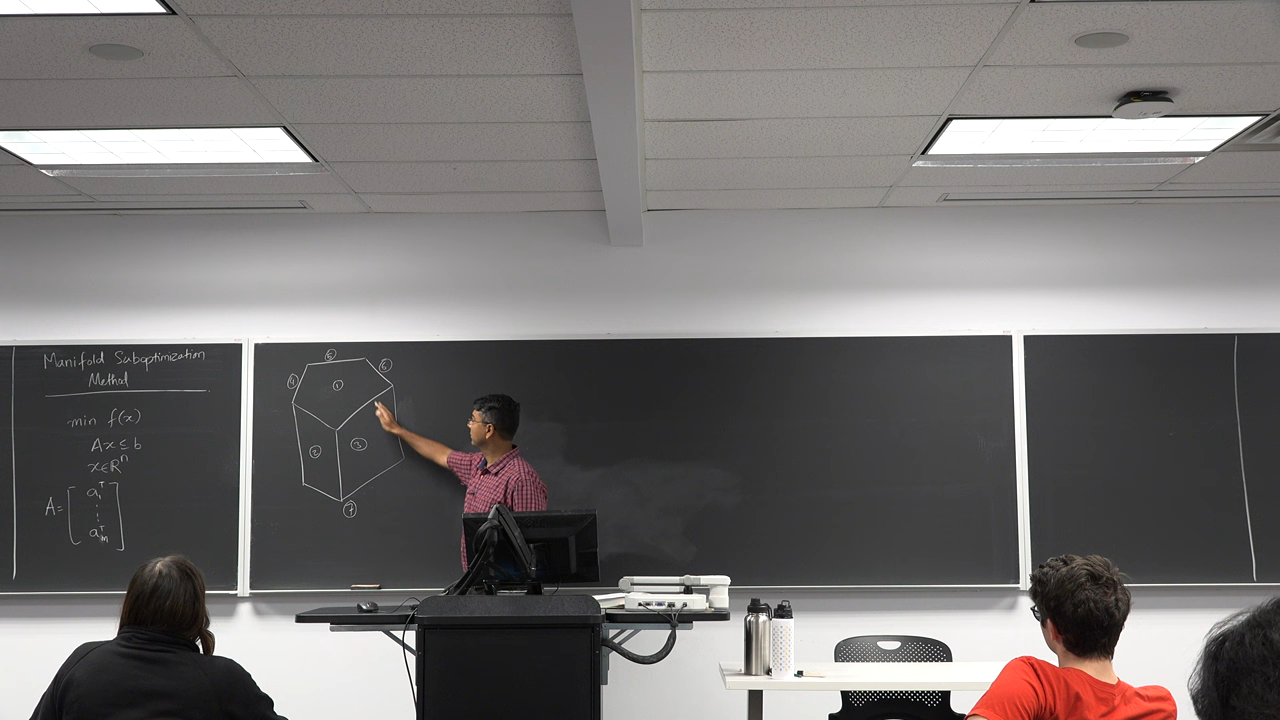 Manifold Suboptimization
Method
min f(x)
Ax ≤ b
x∈ℝⁿ
A = [a₁ᵀ
⋮
aₘᵀ]
⑤
⑥
④
①
②
③
⑦